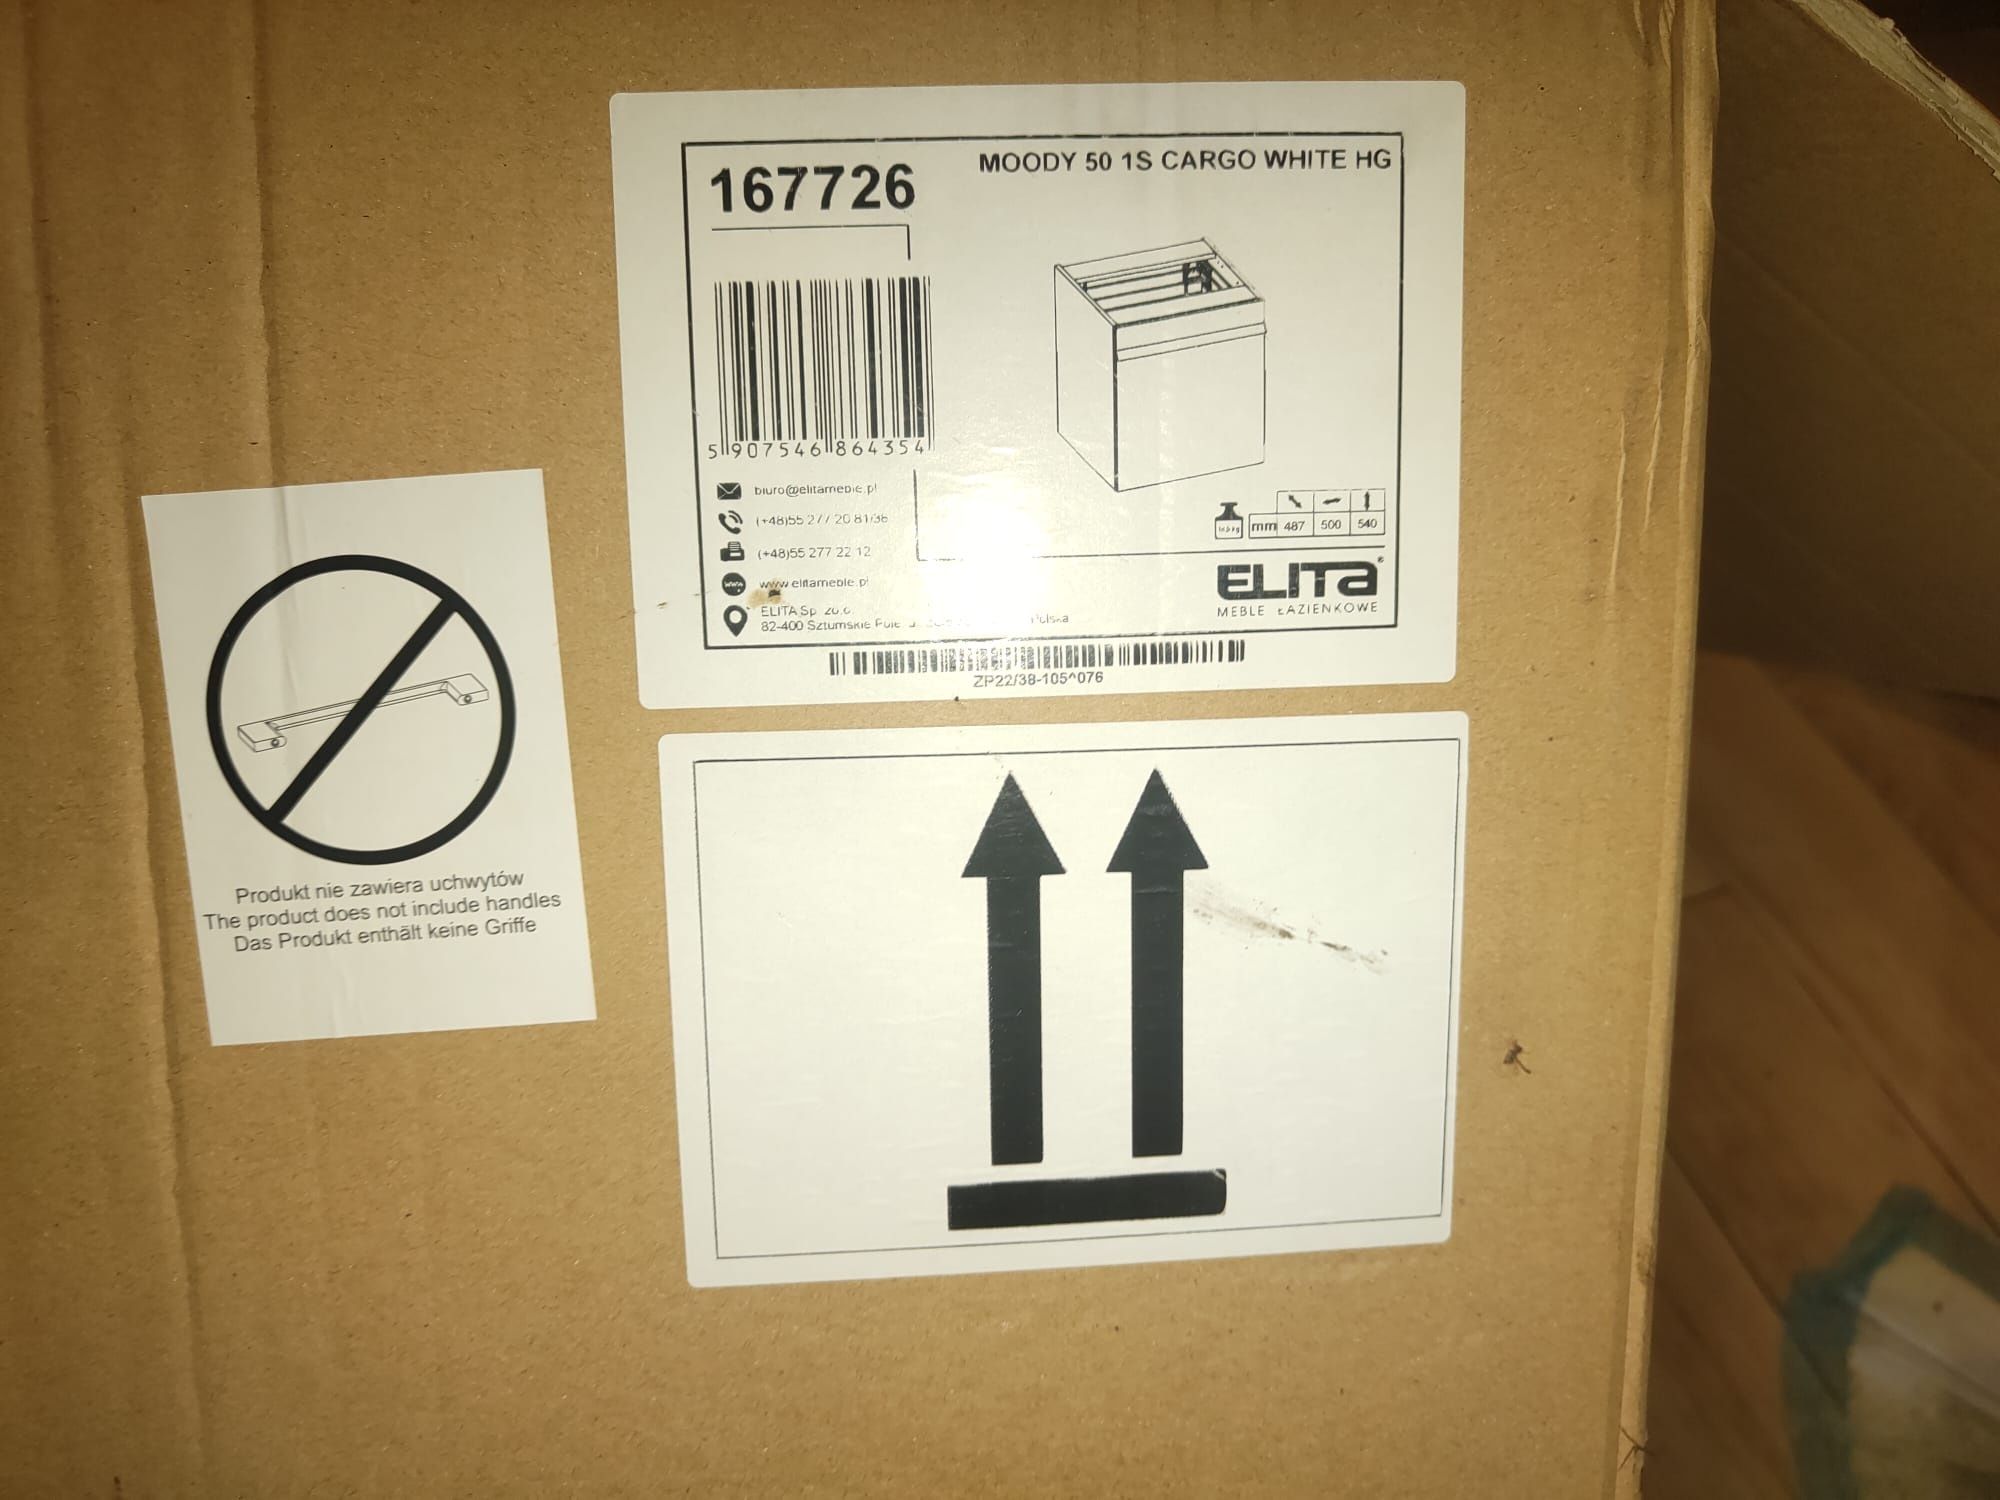 167726
MOODY 50 1S CARGO WHITE HG
5 907546 864354
biuro@elitameble.pl
(+48)55 277 20 81/36
(+48)55 277 22 12
www
www.elitameble.pl
ELITA Sp.
82-400 Sztumskie Pole
Polska
mm 487 500 540
ELITa®
MEBLE ŁAZIENKOWE
ZP22/38-105^076
Produkt nie zawiera uchwytów
The product does not include handles
Das Produkt enthält keine Griffe